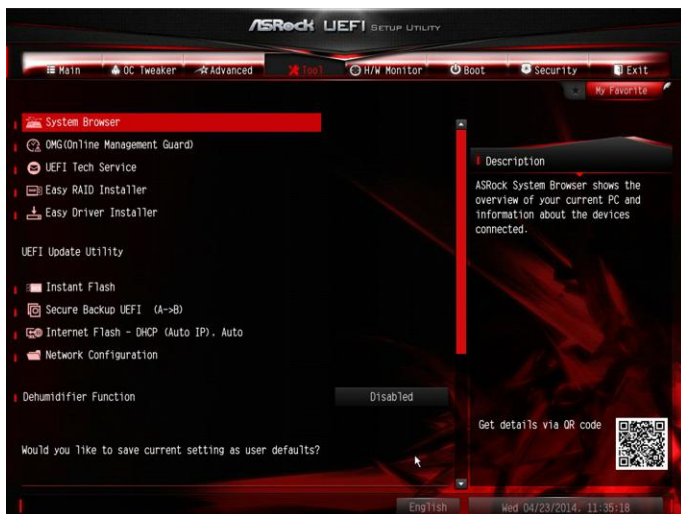 ASRock UEFI SETUP UTILITY
Main OC Tweaker Advanced Tool H/W Monitor Boot Security Exit
My Favorite
System Browser
OMG(Online Management Guard)
UEFI Tech Service
Easy RAID Installer
Easy Driver Installer
UEFI Update Utility
Instant Flash
Secure Backup UEFI (A->B)
Internet Flash - DHCP (Auto IP). Auto
Network Configuration
Dehumidifier Function Disabled
Would you like to save current setting as user defaults?
Description
ASRock System Browser shows the
overview of your current PC and
information about the devices
connected.
Get details via QR code
English Wed 04/23/2014. 11:35:18